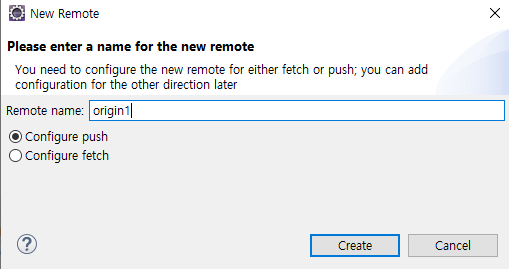 New Remote
Please enter a name for the new remote
You need to configure the new remote for either fetch or push; you can add
configuration for the other direction later
Remote name: origin1
Configure push
Configure fetch
?
Create Cancel